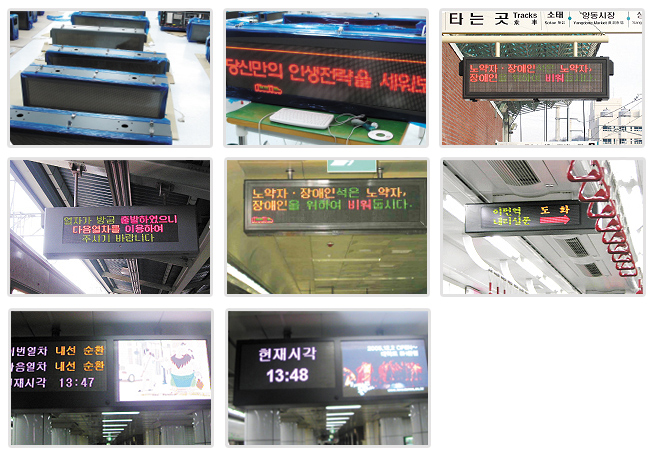 당신만의 인생전략을 세워보
타는 곳 Tracks 소태 양동시장
노약자·장애인 노약자,
장애인 비워
열차가 방금 출발하였으니
다음열차를 이용하여
주시기 바랍니다
노약자·장애인석은 노약자,
장애인을 위하여 비워둡시다.
이번역 도 화
내리실문
번열차 내선 순환
음열차 내선 순환
재시각 13:47
현재시각
13:48